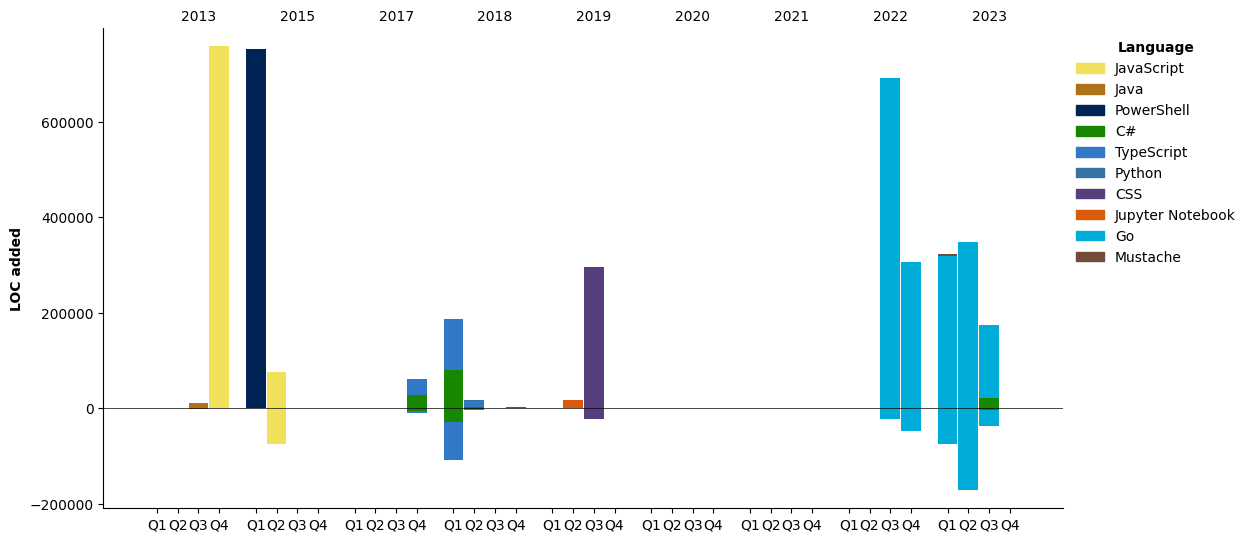 2013 2015 2017 2018 2019 2020 2021 2022 2023
LOC added
600000
400000
200000
0
−200000
Q1 Q2 Q3 Q4 Q1 Q2 Q3 Q4 Q1 Q2 Q3 Q4 Q1 Q2 Q3 Q4 Q1 Q2 Q3 Q4 Q1 Q2 Q3 Q4 Q1 Q2 Q3 Q4 Q1 Q2 Q3 Q4 Q1 Q2 Q3 Q4
Language
JavaScript
Java
PowerShell
C#
TypeScript
Python
CSS
Jupyter Notebook
Go
Mustache